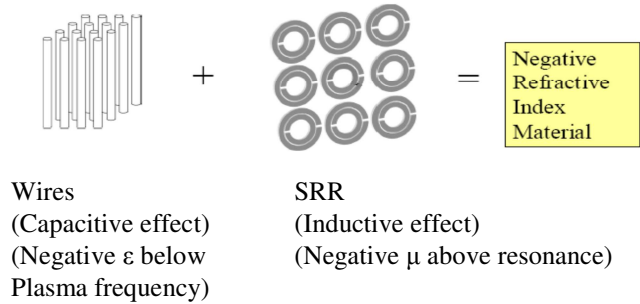 +
=
Negative
Refractive
Index
Material
Wires
(Capacitive effect)
(Negative ε below
Plasma frequency)
SRR
(Inductive effect)
(Negative μ above resonance)